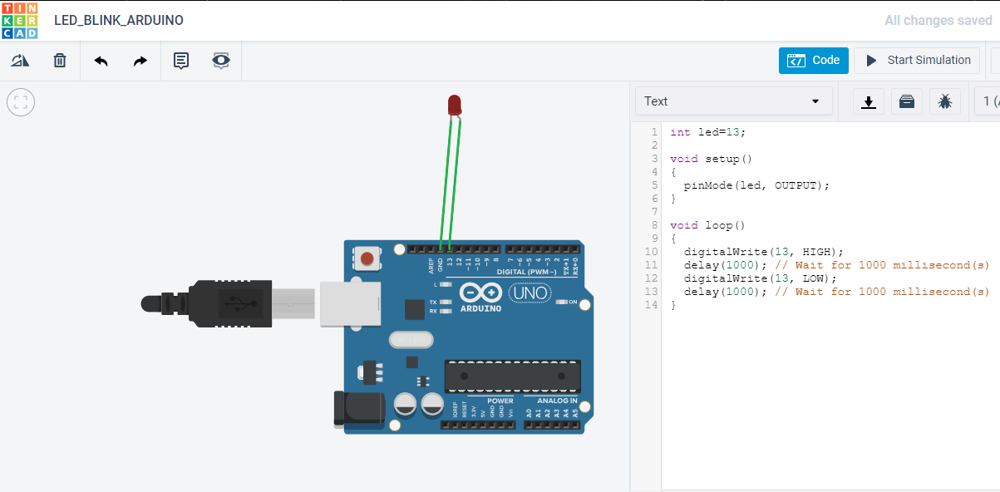 TIN
KER
CAD
LED_BLINK_ARDUINO
All changes saved
Code
Start Simulation
Text
1 (A
1 int led=13;
2
3 void setup()
4 {
5 pinMode(led, OUTPUT);
6 }
7
8 void loop()
9 {
10 digitalWrite(13, HIGH);
11 delay(1000); // Wait for 1000 millisecond(s)
12 digitalWrite(13, LOW);
13 delay(1000); // Wait for 1000 millisecond(s)
14 }
AREF
GND
13
12
~11
~10
~9
8
7
~6
~5
4
~3
2
TX→1
RX←0
DIGITAL (PWM~)
L
TX
RX
UNO
ARDUINO
ON
POWER
ANALOG IN
IOREF
RESET
3.3V
5V
GND
GND
Vin
A0
A1
A2
A3
A4
A5